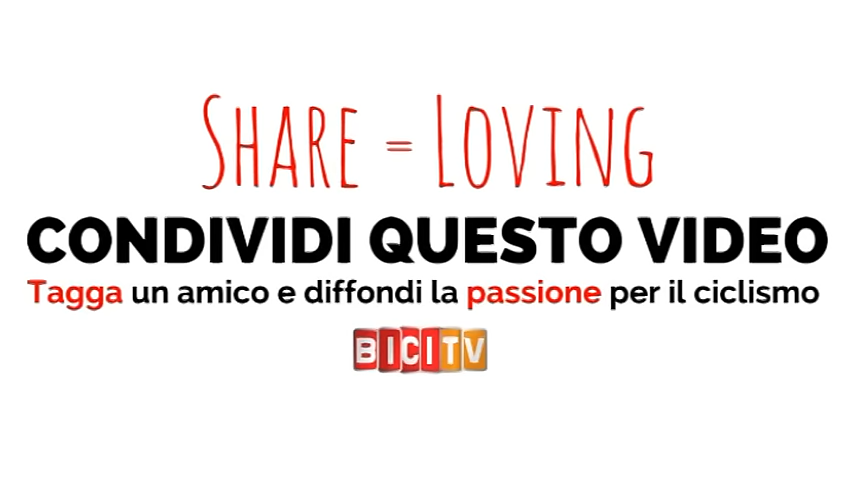 SHARE = LOVING
CONDIVIDI QUESTO VIDEO
Tagga un amico e diffondi la passione per il ciclismo
BICITV